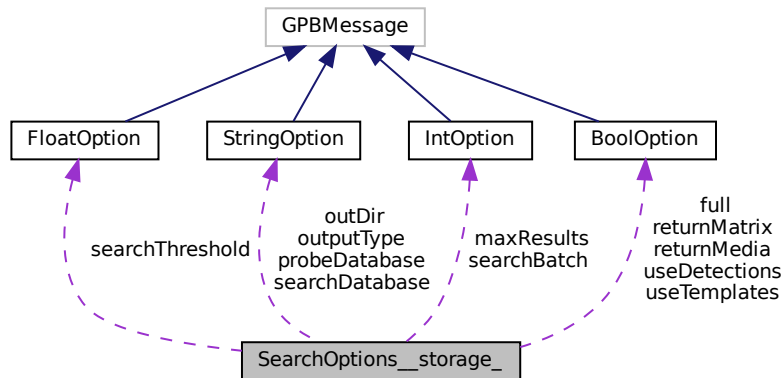 GPBMessage
FloatOption
StringOption
IntOption
BoolOption
searchThreshold
outDir
outputType
probeDatabase
searchDatabase
maxResults
searchBatch
full
returnMatrix
returnMedia
useDetections
useTemplates
SearchOptions__storage_